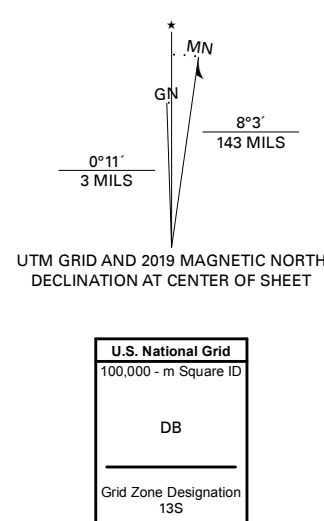 ★
MN
GN
8°3´
143 MILS
0°11´
3 MILS
UTM GRID AND 2019 MAGNETIC NORTH
DECLINATION AT CENTER OF SHEET
U.S. National Grid
100,000 - m Square ID
DB
Grid Zone Designation
13S